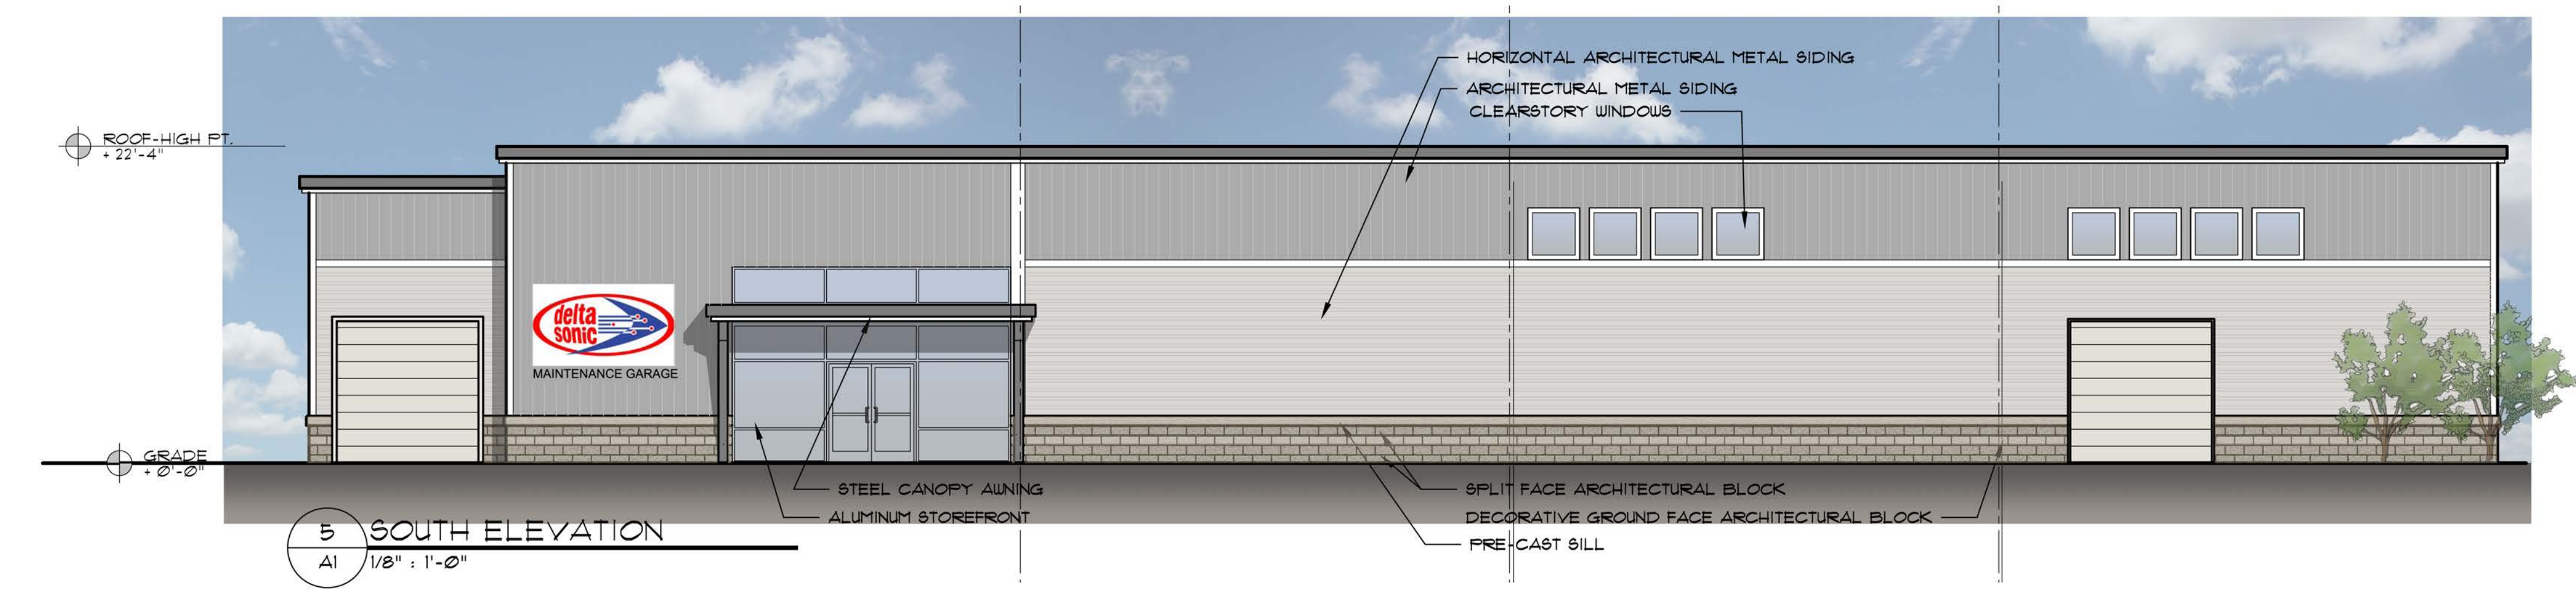 HORIZONTAL ARCHITECTURAL METAL SIDING
ARCHITECTURAL METAL SIDING
CLEARSTORY WINDOWS
ROOF-HIGH PT.
+ 22'-4"
delta
sonic
MAINTENANCE GARAGE
GRADE
+ 0'-0"
STEEL CANOPY AWNING
ALUMINUM STOREFRONT
SPLIT FACE ARCHITECTURAL BLOCK
DECORATIVE GROUND FACE ARCHITECTURAL BLOCK
PRE-CAST SILL
5
A1
SOUTH ELEVATION
1/8" : 1'-0"